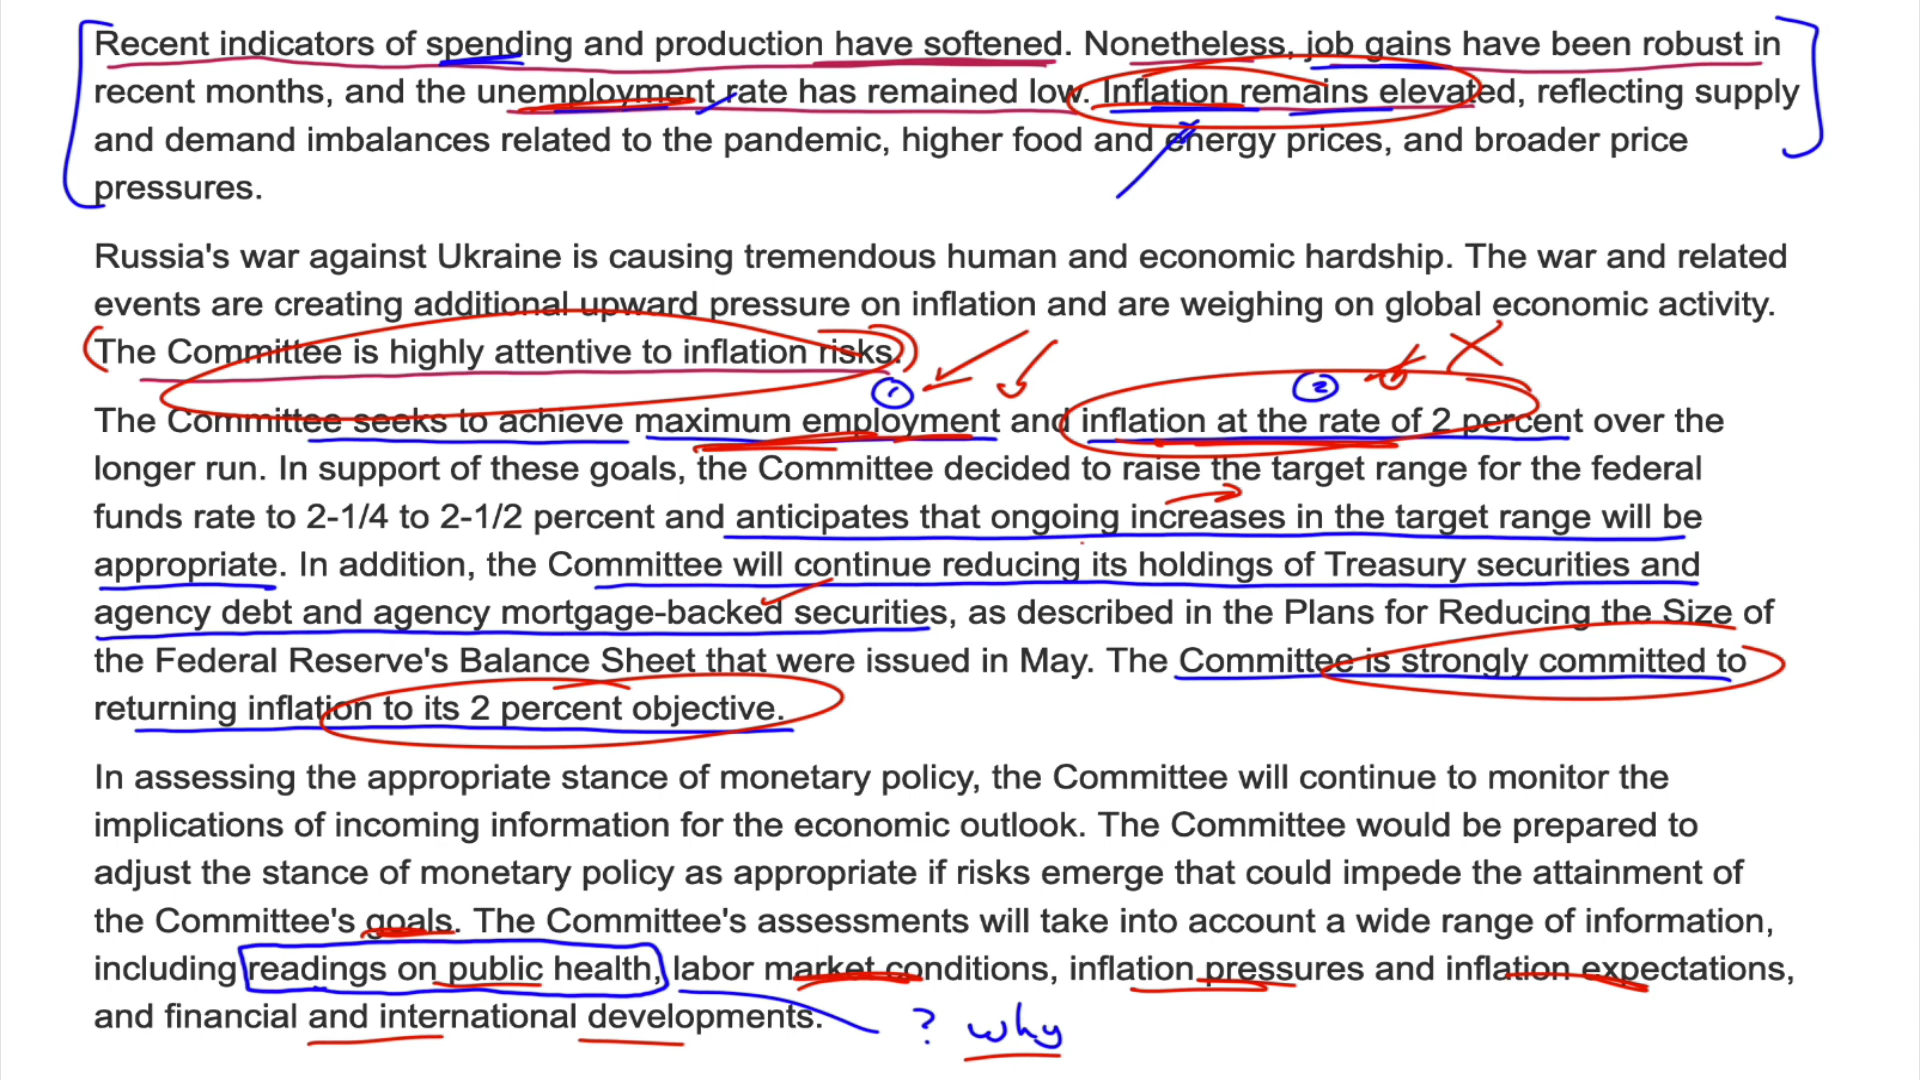 Recent indicators of spending and production have softened. Nonetheless, job gains have been robust in
recent months, and the unemployment rate has remained low. Inflation remains elevated, reflecting supply
and demand imbalances related to the pandemic, higher food and energy prices, and broader price
pressures.
Russia's war against Ukraine is causing tremendous human and economic hardship. The war and related
events are creating additional upward pressure on inflation and are weighing on global economic activity.
The Committee is highly attentive to inflation risks.
1 2
The Committee seeks to achieve maximum employment and inflation at the rate of 2 percent over the
longer run. In support of these goals, the Committee decided to raise the target range for the federal
funds rate to 2-1/4 to 2-1/2 percent and anticipates that ongoing increases in the target range will be
appropriate. In addition, the Committee will continue reducing its holdings of Treasury securities and
agency debt and agency mortgage-backed securities, as described in the Plans for Reducing the Size of
the Federal Reserve's Balance Sheet that were issued in May. The Committee is strongly committed to
returning inflation to its 2 percent objective.
In assessing the appropriate stance of monetary policy, the Committee will continue to monitor the
implications of incoming information for the economic outlook. The Committee would be prepared to
adjust the stance of monetary policy as appropriate if risks emerge that could impede the attainment of
the Committee's goals. The Committee's assessments will take into account a wide range of information,
including readings on public health, labor market conditions, inflation pressures and inflation expectations,
and financial and international developments.
? why